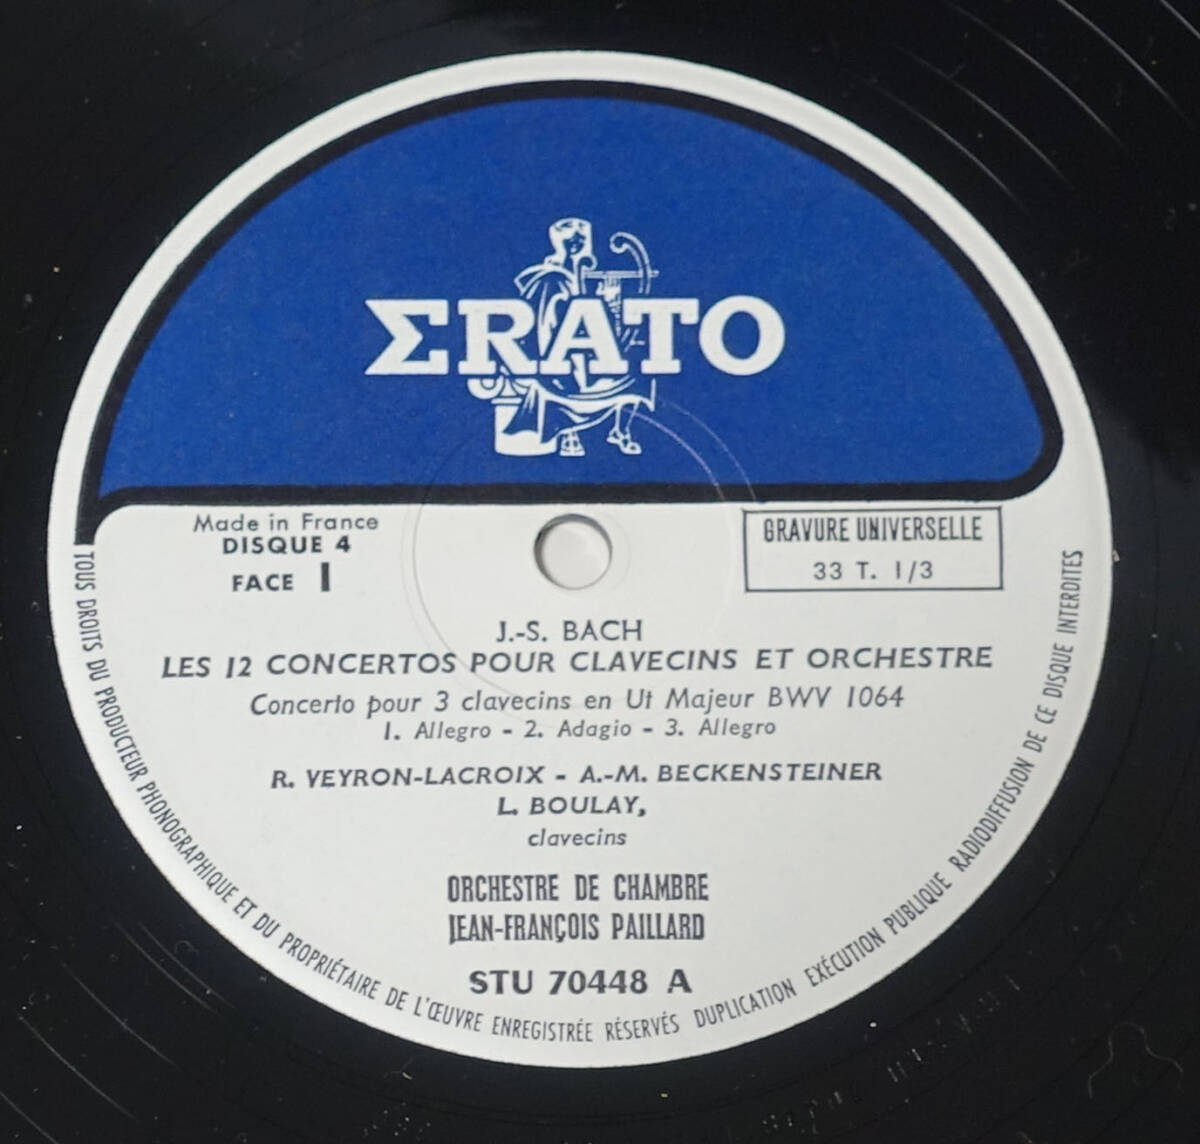 ΣRATO
Made in France
DISQUE 4
FACE 1
GRAVURE UNIVERSELLE
33 T. 1/3
J.-S. BACH
LES 12 CONCERTOS POUR CLAVECINS ET ORCHESTRE
Concerto pour 3 clavecins en Ut Majeur BWV 1064
1. Allegro - 2. Adagio - 3. Allegro
R. VEYRON-LACROIX - A.-M. BECKENSTEINER
L. BOULAY,
clavecins
ORCHESTRE DE CHAMBRE
JEAN-FRANÇOIS PAILLARD
STU 70448 A
TOUS DROITS DU PRODUCTEUR PHONOGRAPHIQUE ET DU PROPRIÉTAIRE DE L'ŒUVRE ENREGISTRÉE RÉSERVÉS DUPLICATION EXÉCUTION PUBLIQUE RADIODIFFUSION DE CE DISQUE INTERDITES